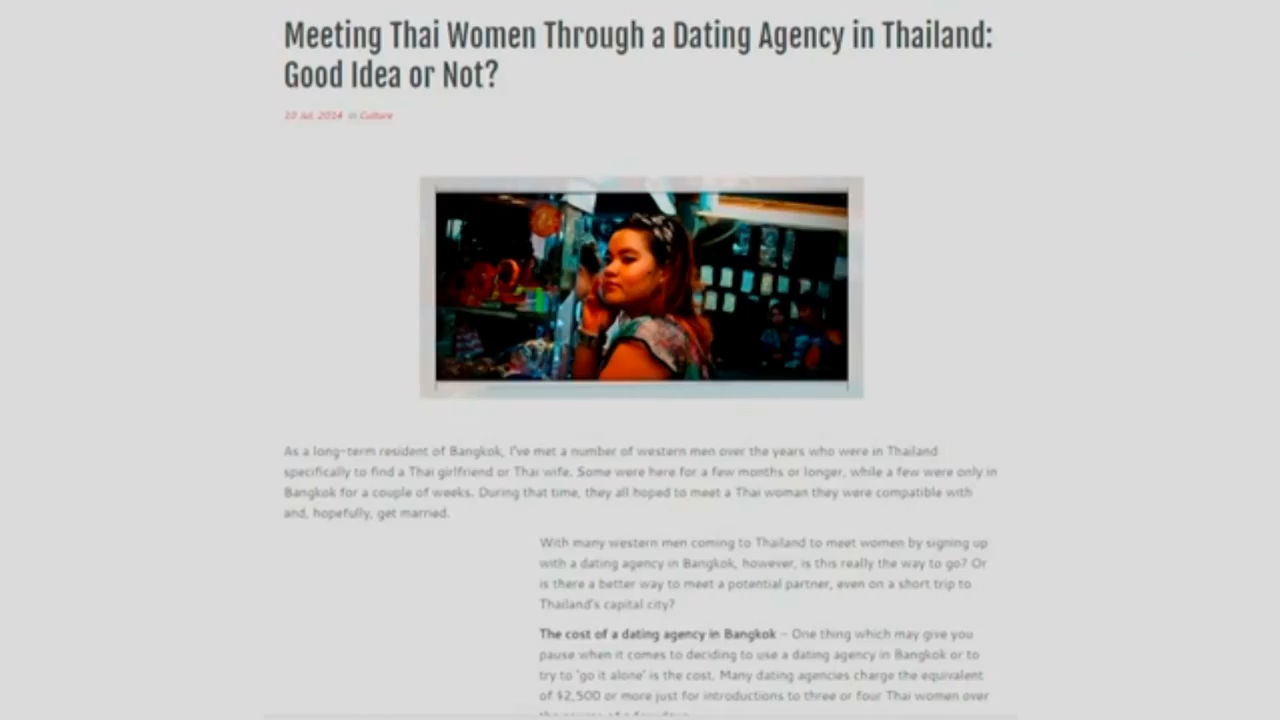 Meeting Thai Women Through a Dating Agency in Thailand:
Good Idea or Not?
10 Jul, 2014 in Culture
As a long-term resident of Bangkok, I've met a number of western men over the years who were in Thailand
specifically to find a Thai girlfriend or Thai wife. Some were here for a few months or longer, while a few were only in
Bangkok for a couple of weeks. During that time, they all hoped to meet a Thai woman they were compatible with
and, hopefully, get married.
With many western men coming to Thailand to meet women by signing up
with a dating agency in Bangkok, however, is this really the way to go? Or
is there a better way to meet a potential partner, even on a short trip to
Thailand's capital city?
The cost of a dating agency in Bangkok - One thing which may give you
pause when it comes to deciding to use a dating agency in Bangkok or to
try to 'go it alone' is the cost. Many dating agencies charge the equivalent
of $2,500 or more just for introductions to three or four Thai women over